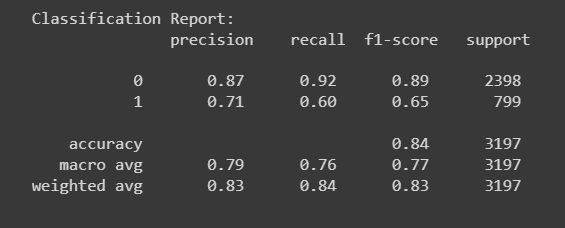 Classification Report:
precision recall f1-score support
0 0.87 0.92 0.89 2398
1 0.71 0.60 0.65 799
accuracy 0.84 3197
macro avg 0.79 0.76 0.77 3197
weighted avg 0.83 0.84 0.83 3197